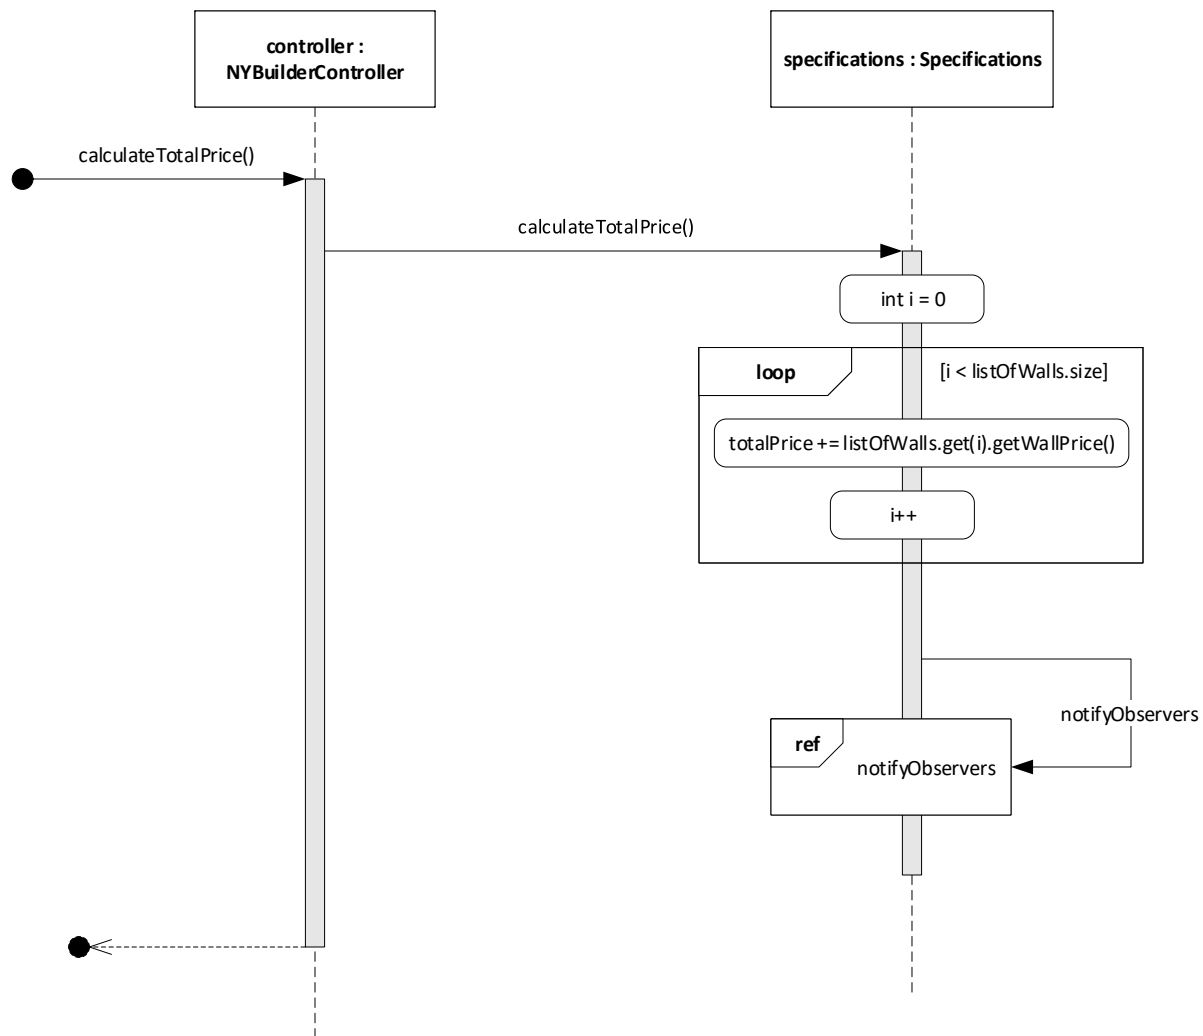 controller :
NYBuilderController
specifications : Specifications
calculateTotalPrice()
calculateTotalPrice()
int i = 0
loop
[i < listOfWalls.size]
totalPrice += listOfWalls.get(i).getWallPrice()
i++
notifyObservers
ref
notifyObservers